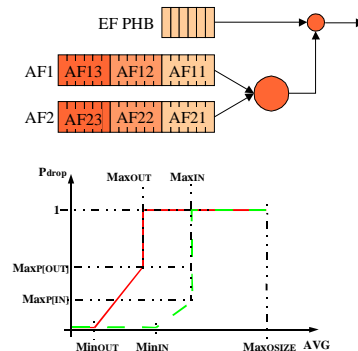 EF PHB
AF1 AF13 AF12 AF11
AF2 AF23 AF22 AF21
Pdrop MaxOUT MaxIN
1
MaxP[OUT]
MaxP[IN]
MinOUT MinIN MaxQSIZE AVG